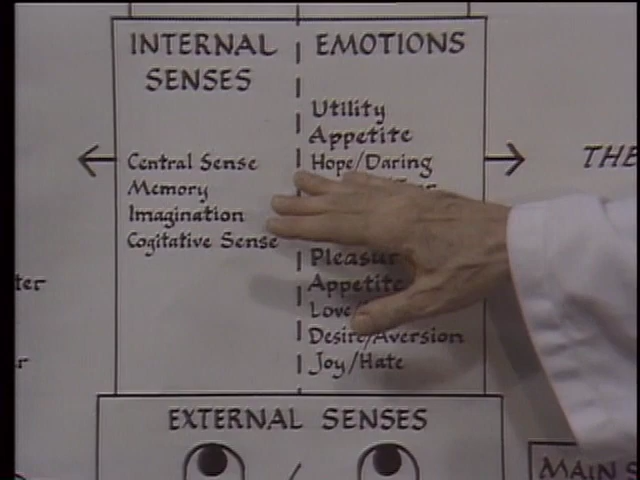 INTERNAL
SENSES
Central Sense
Memory
Imagination
Cogitative Sense
EMOTIONS
Utility
Appetite
Hope/Daring
Appetite
Love/
Desire/Aversion
Joy/Hate
EXTERNAL SENSES
THE
MAIN S
ter
r